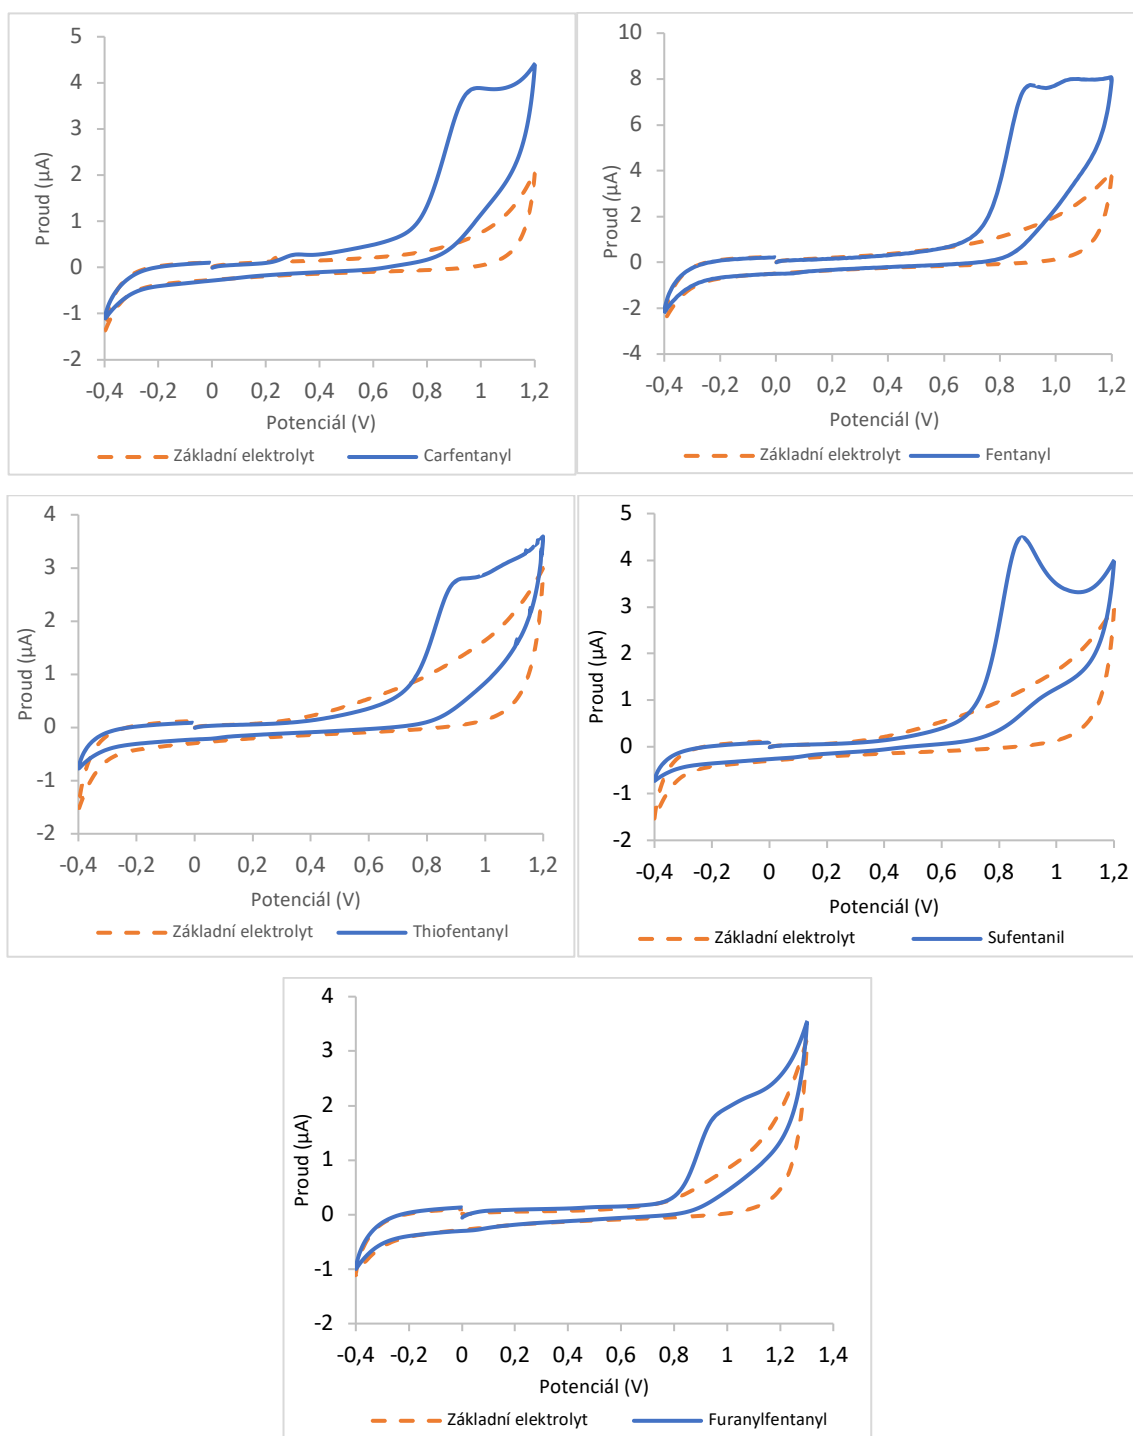 5
4
3
2
1
0
-1
-2
Proud (µA)
-0,4 -0,2 0 0,2 0,4 0,6 0,8 1 1,2
Potenciál (V)
Základní elektrolyt Carfentanyl
10
8
6
4
2
0
-2
-4
Proud (µA)
-0,4 -0,2 0,0 0,2 0,4 0,6 0,8 1,0 1,2
Potenciál (V)
Základní elektrolyt Fentanyl
4
3
2
1
0
-1
-2
Proud (µA)
-0,4 -0,2 0 0,2 0,4 0,6 0,8 1 1,2
Potenciál (V)
Základní elektrolyt Thiofentanyl
5
4
3
2
1
0
-1
-2
Proud (µA)
-0,4 -0,2 0 0,2 0,4 0,6 0,8 1 1,2
Potenciál (V)
Základní elektrolyt Sufentanil
4
3
2
1
0
-1
-2
Proud (µA)
-0,4 -0,2 0 0,2 0,4 0,6 0,8 1 1,2 1,4
Potenciál (V)
Základní elektrolyt Furanylfentanyl